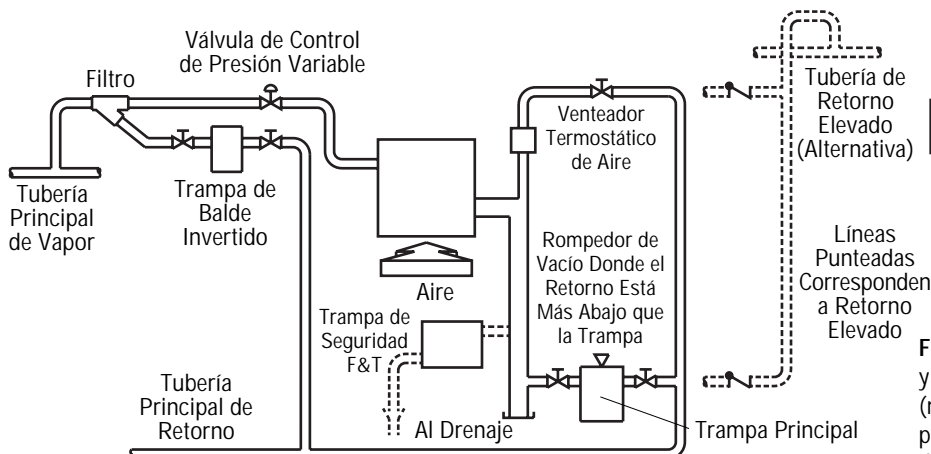 Válvula de Control
de Presión Variable
Filtro
Tubería
Principal
de Vapor
Trampa de
Balde
Invertido
Venteador
Termostático
de Aire
Tubería de
Retorno
Elevado
(Alternativa)
Aire
Rompedor de
Vacío Donde el
Retorno Está
Más Abajo que
la Trampa
Líneas
Punteadas
Corresponden
a Retorno
Elevado
Trampa de
Seguridad
F&T
Tubería
Principal de
Retorno
Al Drenaje
Trampa Principal
F
y
(r
p